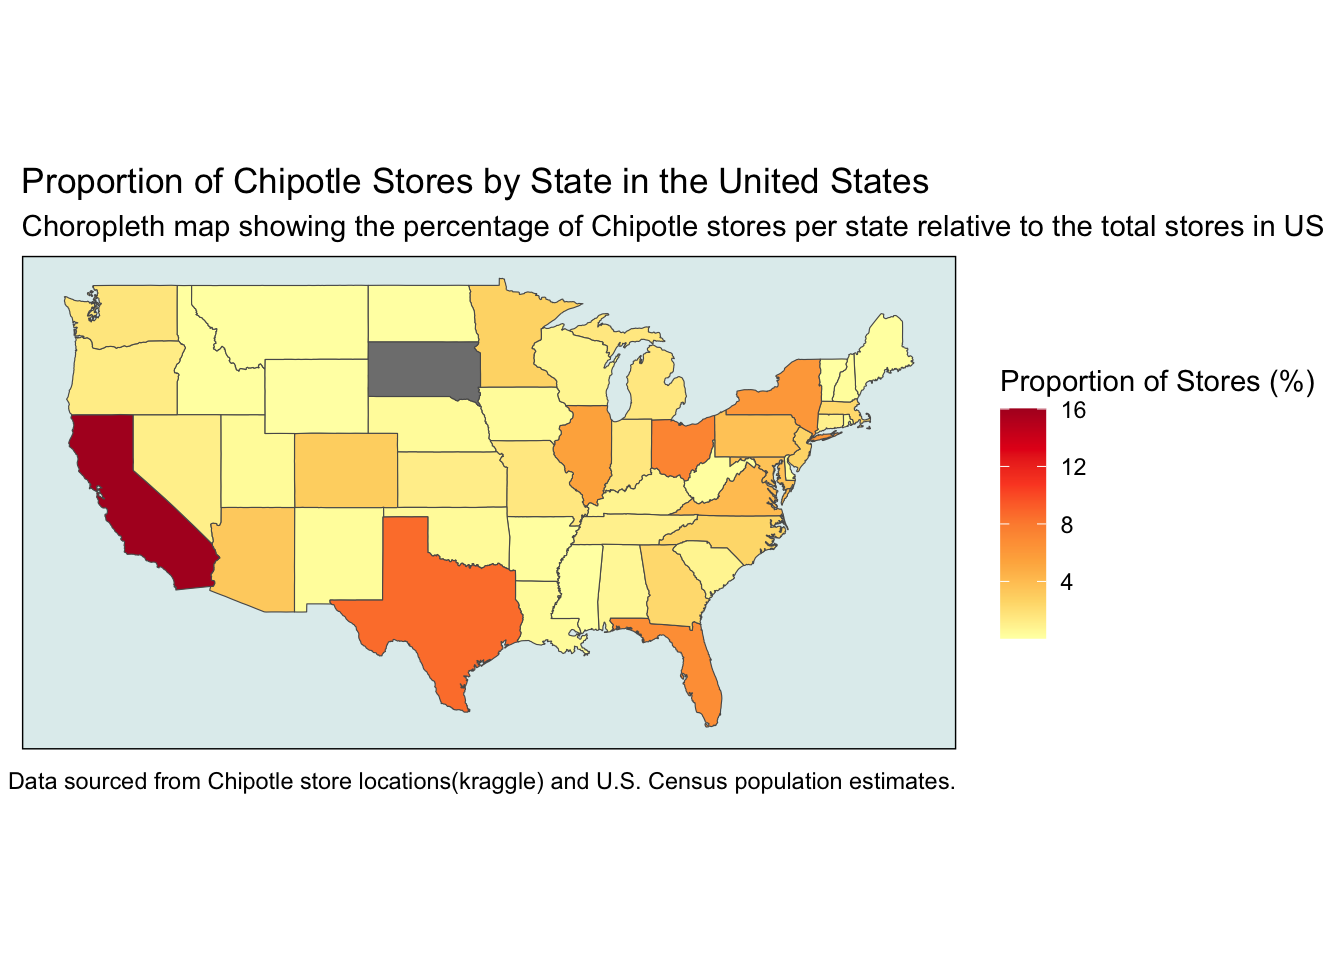 Proportion of Chipotle Stores by State in the United States
Choropleth map showing the percentage of Chipotle stores per state relative to the total stores in US
Proportion of Stores (%)
16
12
8
4
Data sourced from Chipotle store locations(kraggle) and U.S. Census population estimates.